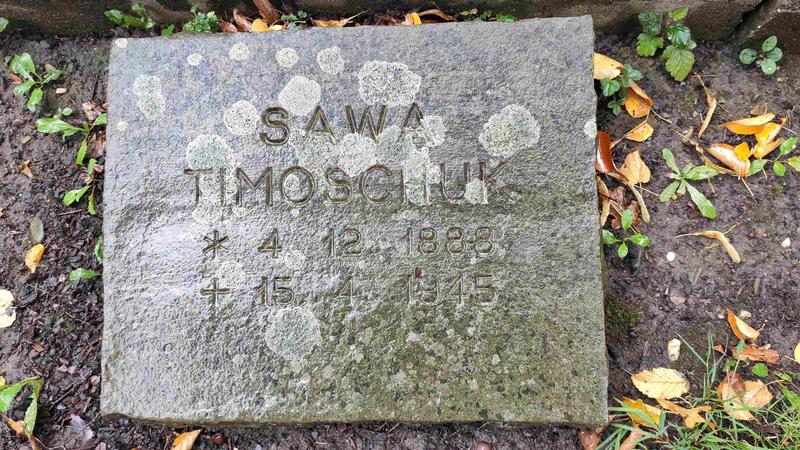 SAWA
TIMOSCHUK
* 4. 12. 1888
+ 15. 4. 1945